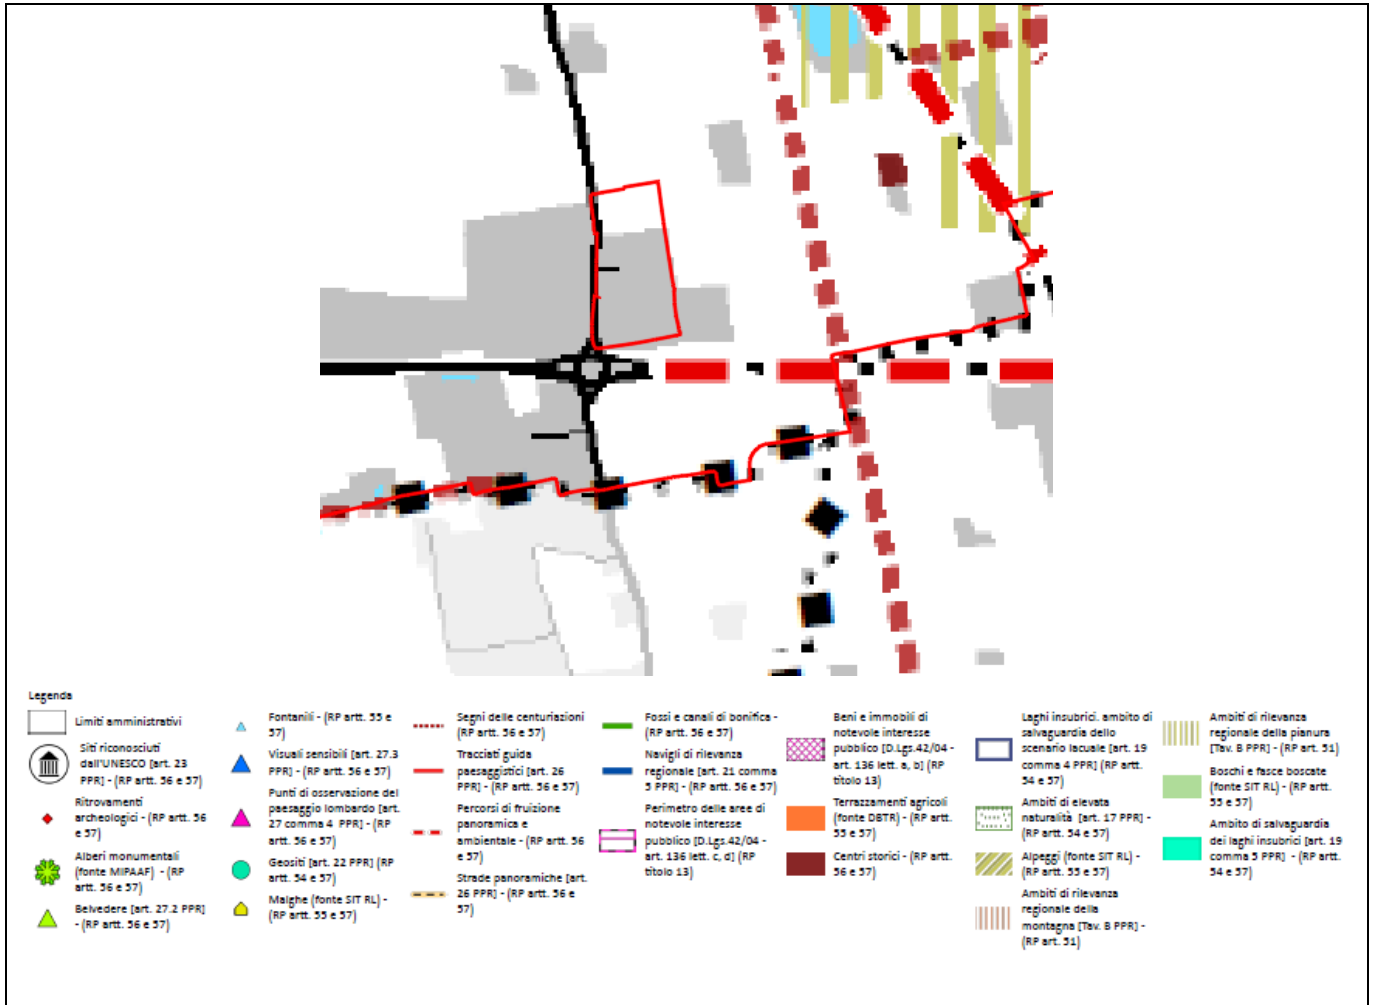 Legenda
Limiti amministrativi
Siti riconosciuti
dall'UNESCO [art. 23
PPR] - (RP artt. 56 e 57)
Ritrovamenti
archeologici - (RP artt. 56
e 57)
Alberi monumentali
(fonte MIPAAF) - (RP
artt. 56 e 57)
Belvedere [art. 27.2 PPR]
- (RP artt. 56 e 57)
Fontanili - (RP artt. 55 e
57)
Visuali sensibili [art. 27.3
PPR] - (RP artt. 56 e 57)
Punti di osservazione del
paesaggio lombardo [art.
27 comma 4 PPR] - (RP
artt. 56 e 57)
Geositi [art. 22 PPR] (RP
artt. 54 e 57)
Malghe (fonte SIT RL) -
(RP artt. 55 e 57)
Segni delle centuriazioni
(RP artt. 56 e 57)
Tracciati guida
paesaggistici [art. 26
PPR] - (RP artt. 56 e 57)
Percorsi di fruizione
panoramica e
ambientale - (RP artt. 56
e 57)
Strade panoramiche [art.
26 PPR] - (RP artt. 56 e
57)
Fossi e canali di bonifica -
(RP artt. 56 e 57)
Navigli di rilevanza
regionale [art. 21 comma
5 PPR] - (RP artt. 56 e 57)
Perimetro delle aree di
notevole interesse
pubblico [D.Lgs.42/04 -
art. 136 lett. c, d] (RP
titolo 13)
Beni e immobili di
notevole interesse
pubblico [D.Lgs.42/04 -
art. 136 lett. a, b] (RP
titolo 13)
Terrazzamenti agricoli
(fonte DBTR) - (RP artt.
55 e 57)
Centri storici - (RP artt.
56 e 57)
Laghi insubrici. ambito di
salvaguardia dello
scenario lacuale [art. 19
comma 4 PPR] (RP artt.
54 e 57)
Ambiti di elevata
naturalità [art. 17 PPR] -
(RP artt. 54 e 57)
Alpeggi (fonte SIT RL) -
(RP artt. 55 e 57)
Ambiti di rilevanza
regionale della
montagna [Tav. B PPR] -
(RP art. 51)
Ambiti di rilevanza
regionale della pianura
[Tav. B PPR] - (RP art. 51)
Boschi e fasce boscate
(fonte SIT RL) - (RP artt.
55 e 57)
Ambito di salvaguardia
dei laghi insubrici [art. 19
comma 5 PPR] - (RP artt.
54 e 57)